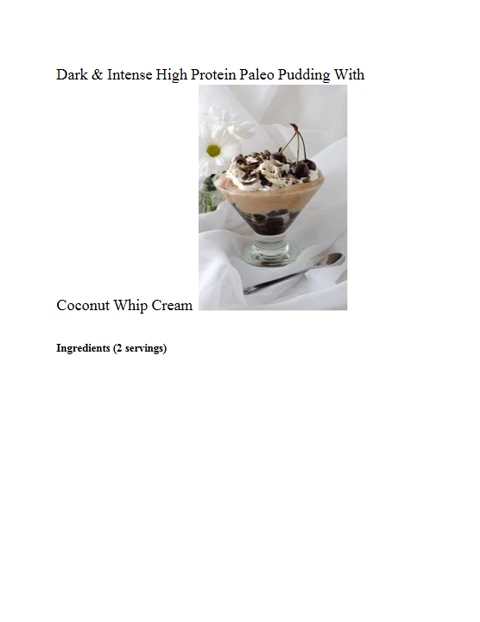 Dark & Intense High Protein Paleo Pudding With
Coconut Whip Cream
Ingredients (2 servings)